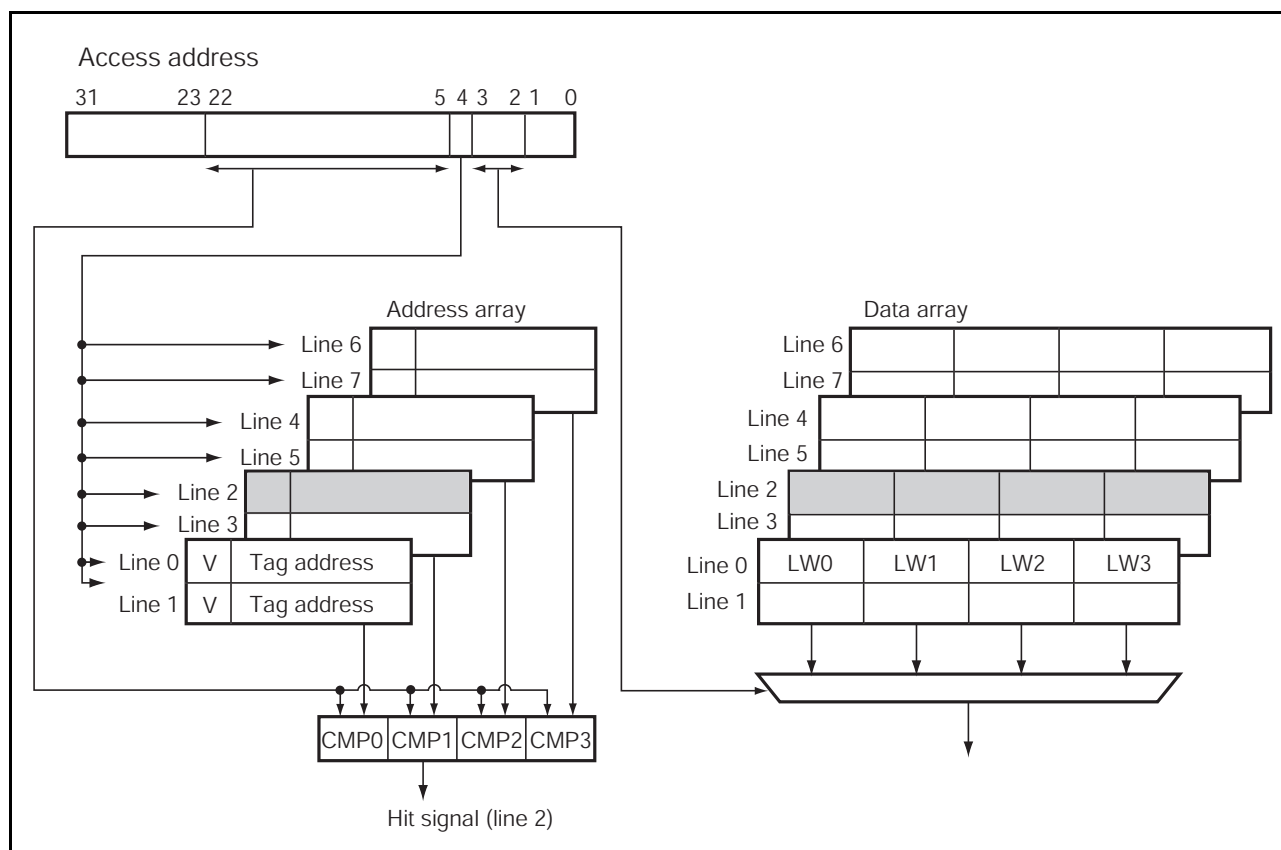 Access address
31 23 22 5 4 3 2 1 0
Address array
Line 6
Line 7
Line 4
Line 5
Line 2
Line 3
Line 0 V Tag address
Line 1 V Tag address
CMP0 CMP1 CMP2 CMP3
Hit signal (line 2)
Data array
Line 6
Line 7
Line 4
Line 5
Line 2
Line 3
Line 0 LW0 LW1 LW2 LW3
Line 1